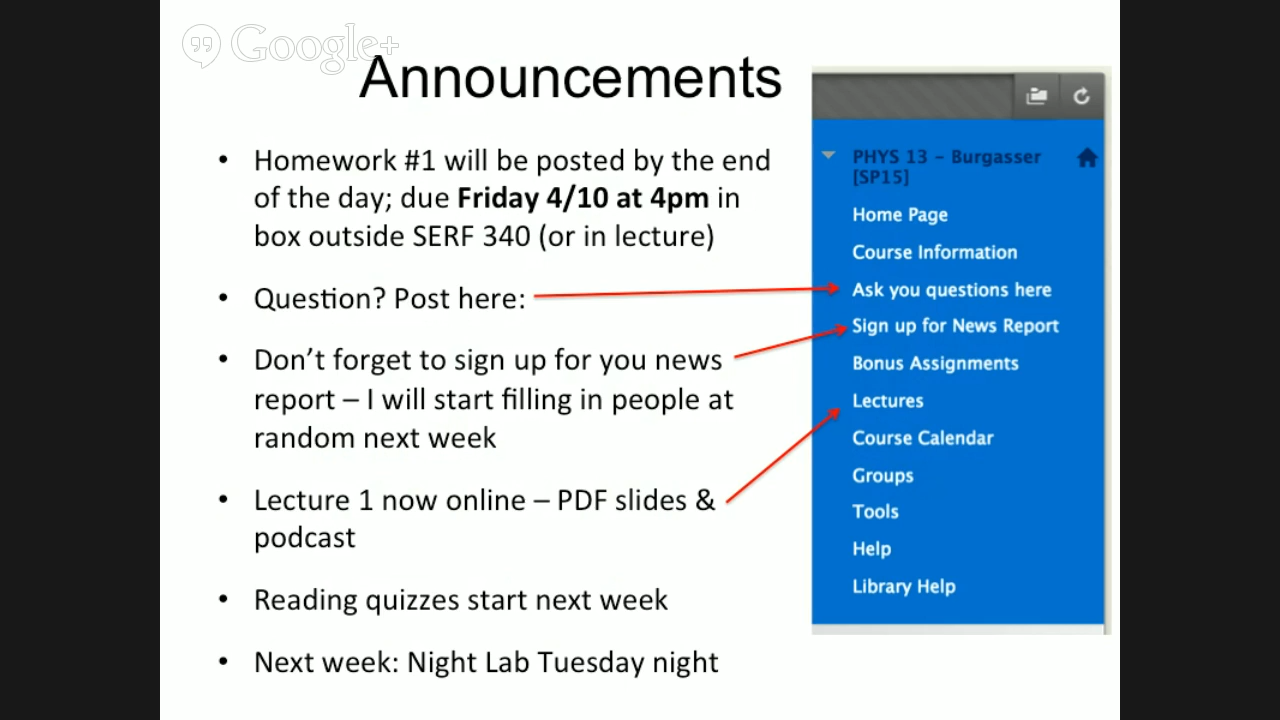 Google+
Announcements
• Homework #1 will be posted by the end
of the day; due Friday 4/10 at 4pm in
box outside SERF 340 (or in lecture)
• Question? Post here:
• Don’t forget to sign up for you news
report – I will start filling in people at
random next week
• Lecture 1 now online – PDF slides &
podcast
• Reading quizzes start next week
• Next week: Night Lab Tuesday night
PHYS 13 – Burgasser
[SP15]
Home Page
Course Information
Ask you questions here
Sign up for News Report
Bonus Assignments
Lectures
Course Calendar
Groups
Tools
Help
Library Help